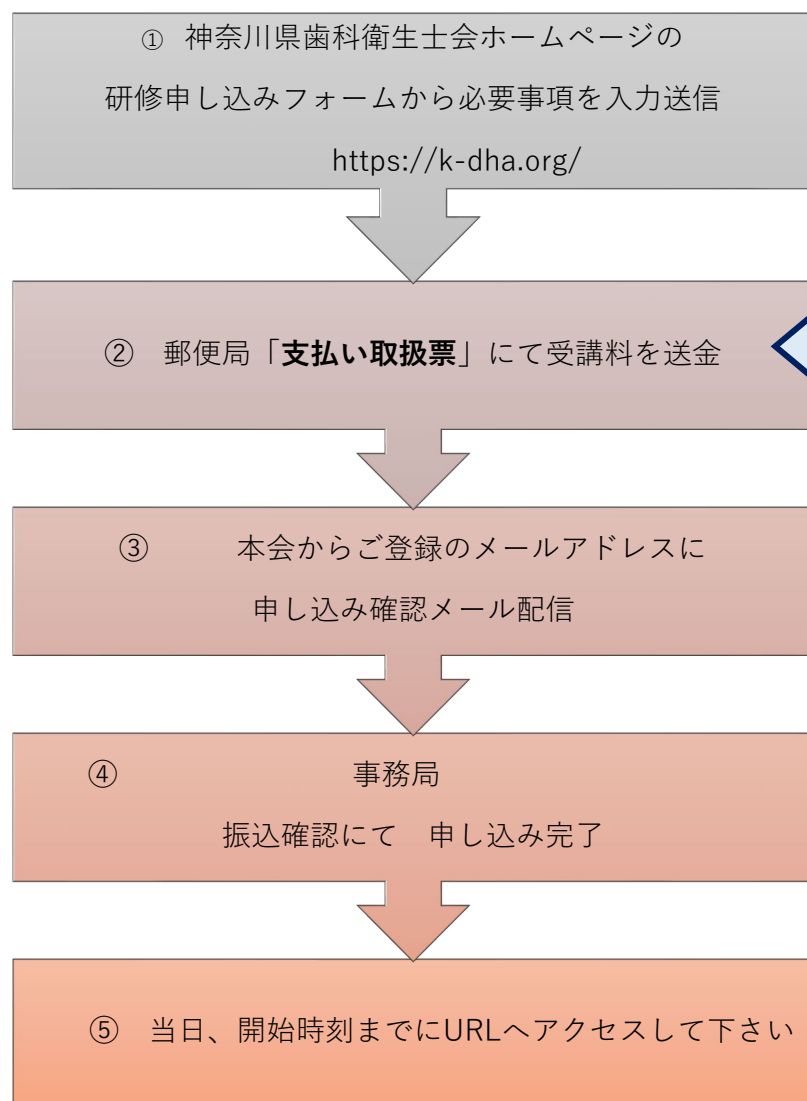 ① 神奈川県歯科衛生士会ホームページの
研修申し込みフォームから必要事項を入力送信
https://k-dha.org/
② 郵便局「支払い取扱票」にて受講料を送金
③ 本会からご登録のメールアドレスに
申し込み確認メール配信
④ 事務局
振込確認にて 申し込み完了
⑤ 当日、開始時刻までにURLへアクセスして下さい